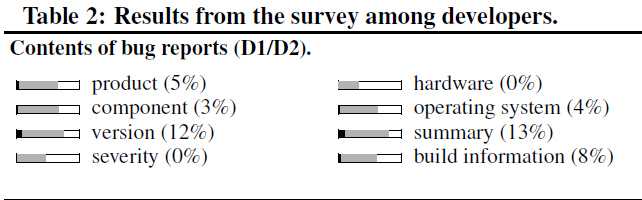 Table 2: Results from the survey among developers.
Contents of bug reports (D1/D2).
product (5%)
component (3%)
version (12%)
severity (0%)
hardware (0%)
operating system (4%)
summary (13%)
build information (8%)